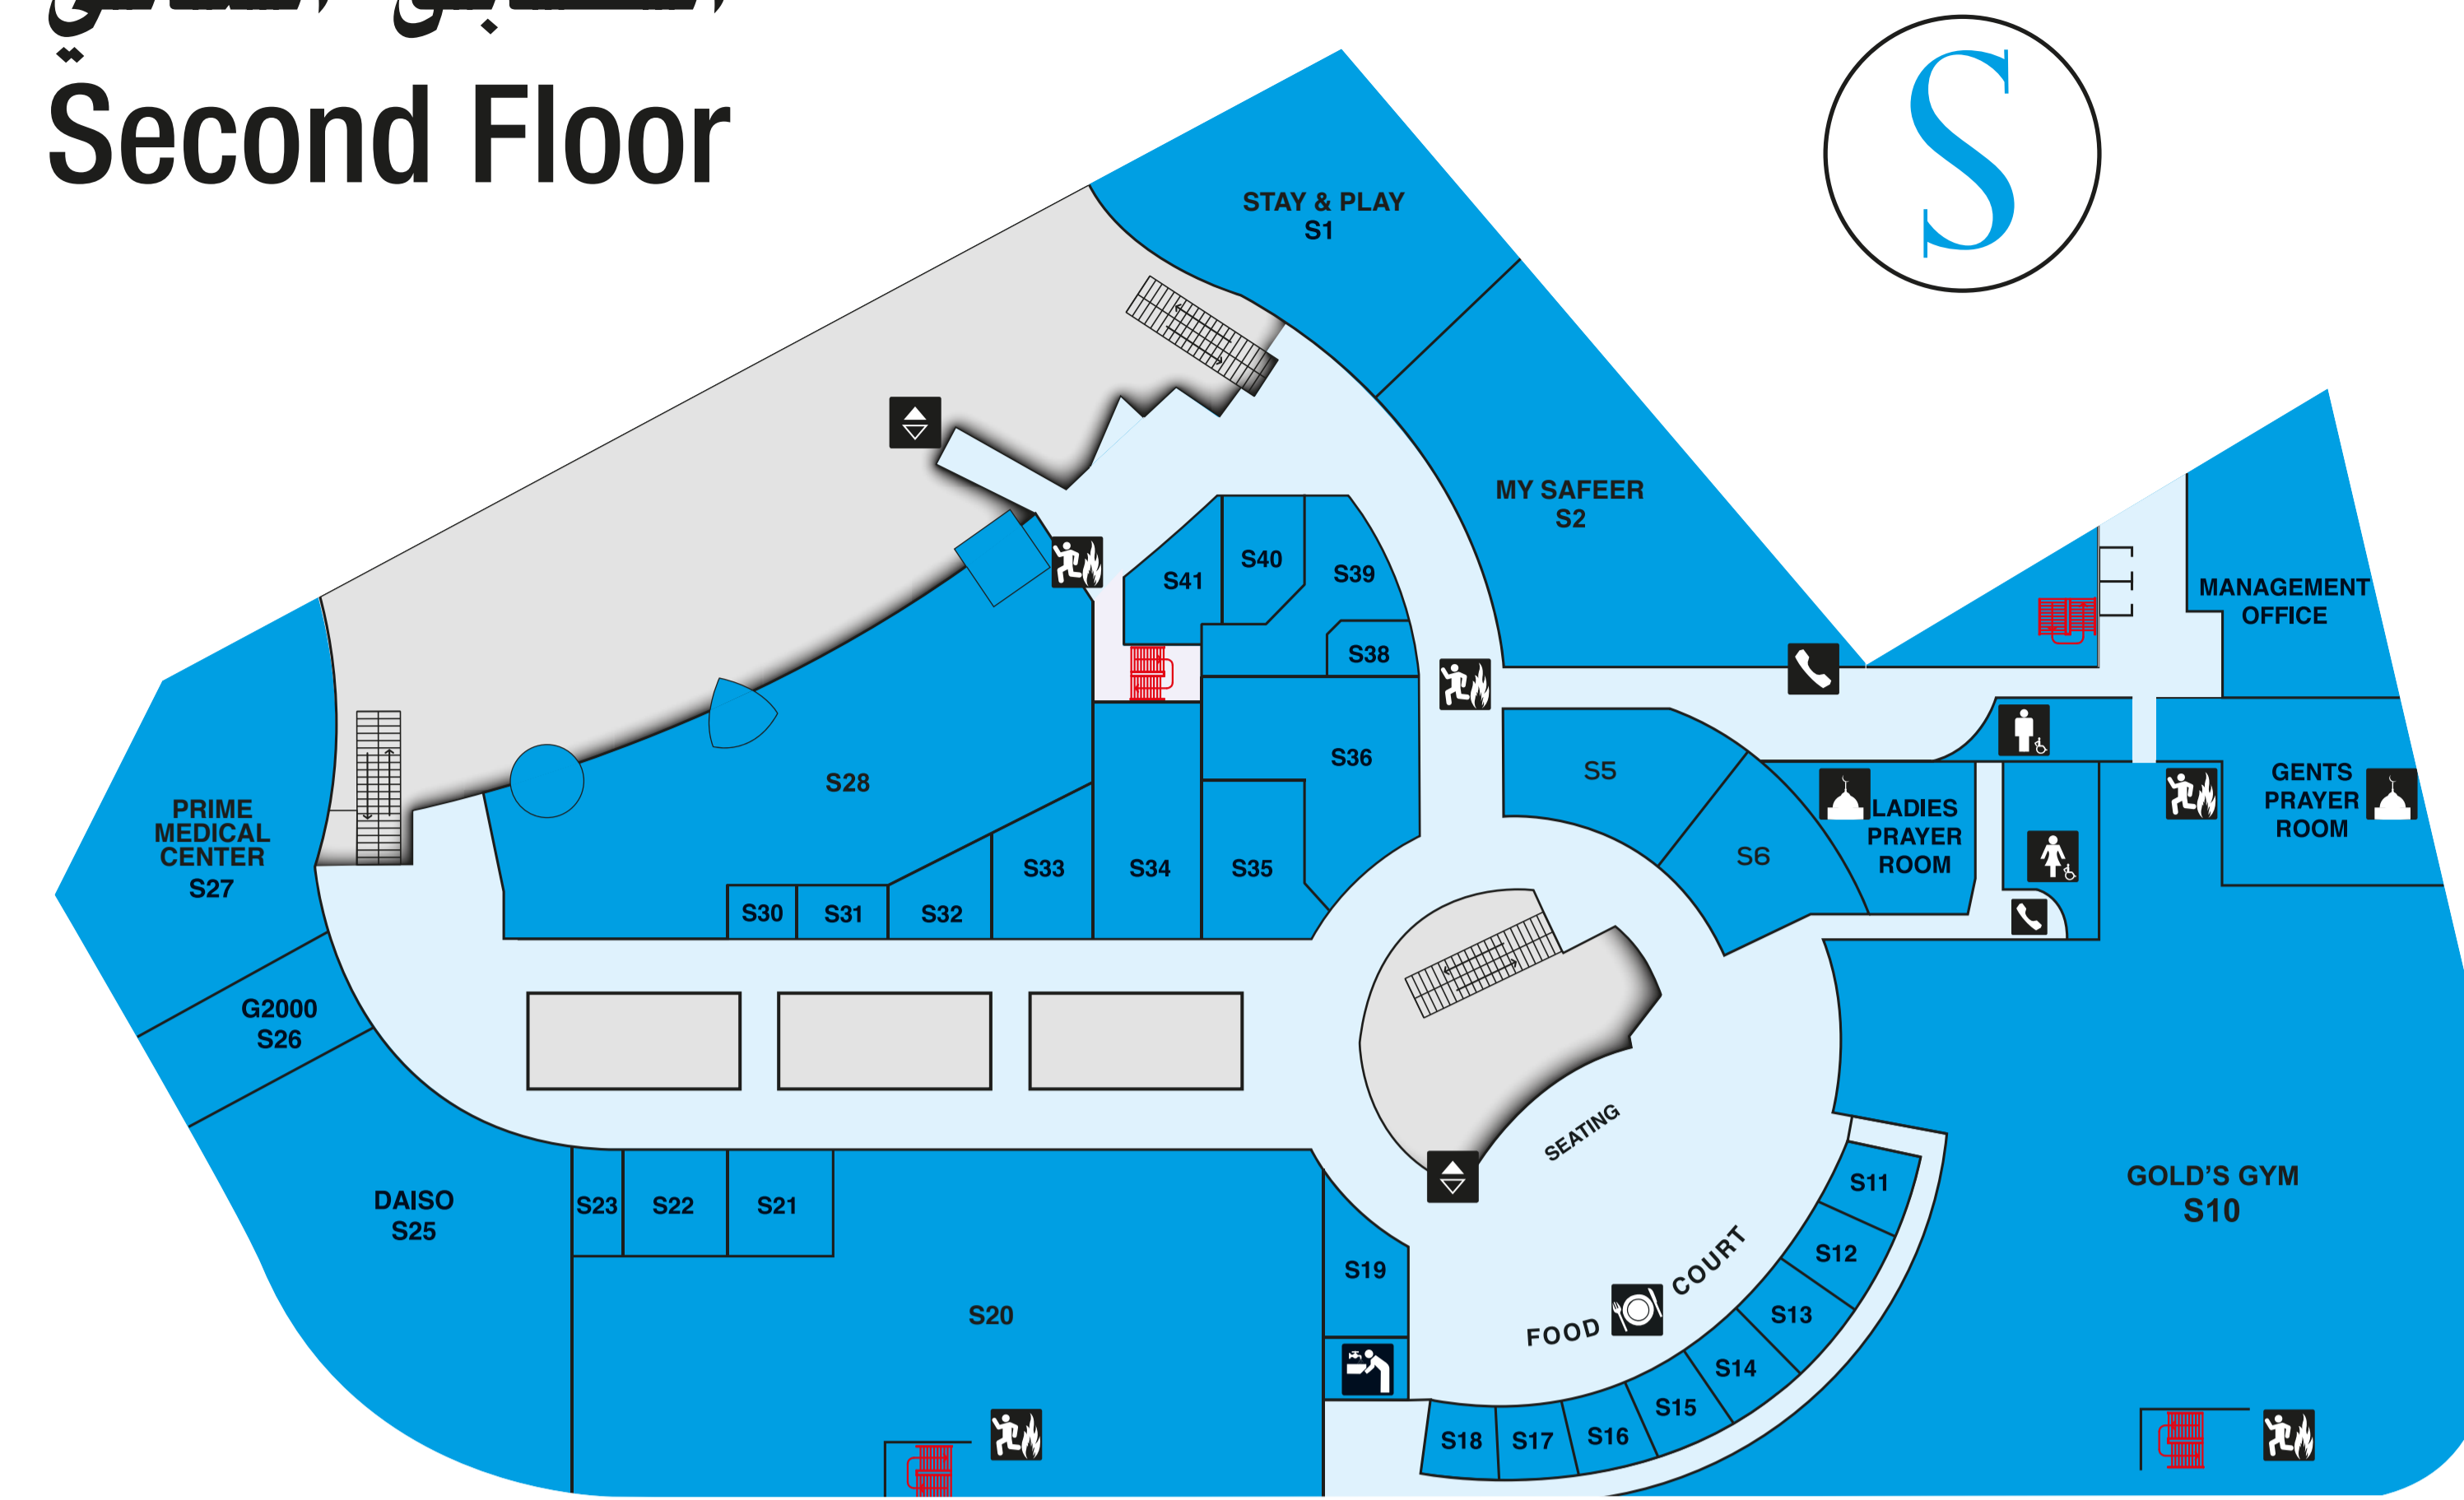 Second Floor
S
STAY & PLAY
S1
MY SAFEER
S2
MANAGEMENT
OFFICE
S41
S40
S39
S38
S36
S5
S6
LADIES
PRAYER
ROOM
GENTS
PRAYER
ROOM
PRIME
MEDICAL
CENTER
S27
S28
S30
S31
S32
S33
S34
S35
G2000
S26
DAISO
S25
S23
S22
S21
S20
S19
SEATING
FOOD COURT
S11
S12
S13
S14
S15
S16
S17
S18
GOLD'S GYM
S10